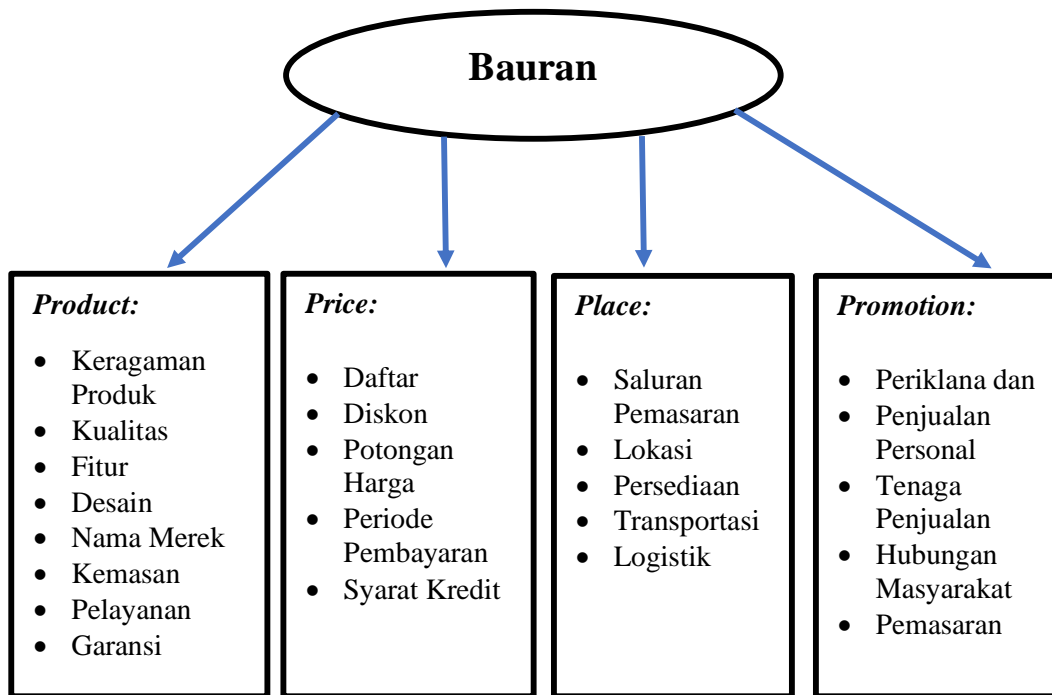 Bauran
Product:
• Keragaman
Produk
• Kualitas
• Fitur
• Desain
• Nama Merek
• Kemasan
• Pelayanan
• Garansi
Price:
• Daftar
• Diskon
• Potongan
Harga
• Periode
Pembayaran
• Syarat Kredit
Place:
• Saluran
Pemasaran
• Lokasi
• Persediaan
• Transportasi
• Logistik
Promotion:
• Periklana dan
• Penjualan
Personal
• Tenaga
Penjualan
• Hubungan
Masyarakat
• Pemasaran